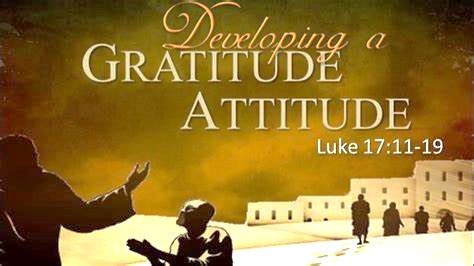 Developing a
GRATITUDE
ATTITUDE
Luke 17:11-19